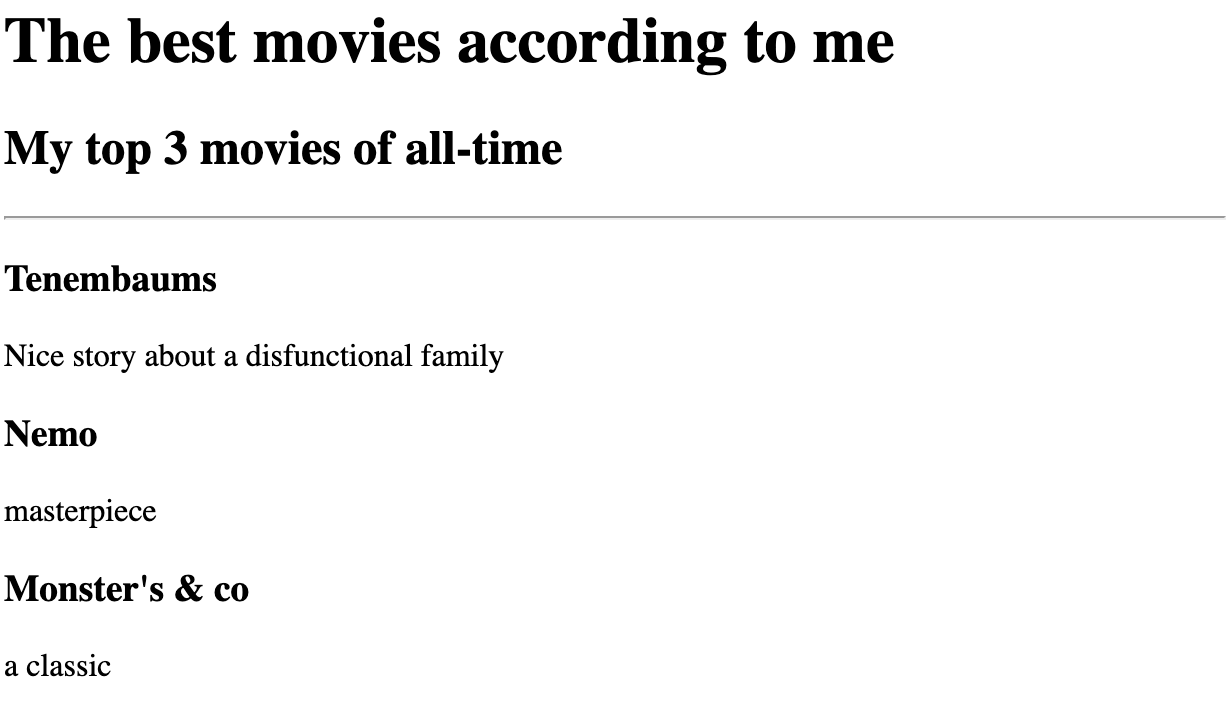 The best movies according to me
My top 3 movies of all-time
Tenembaums
Nice story about a disfunctional family
Nemo
masterpiece
Monster's & co
a classic